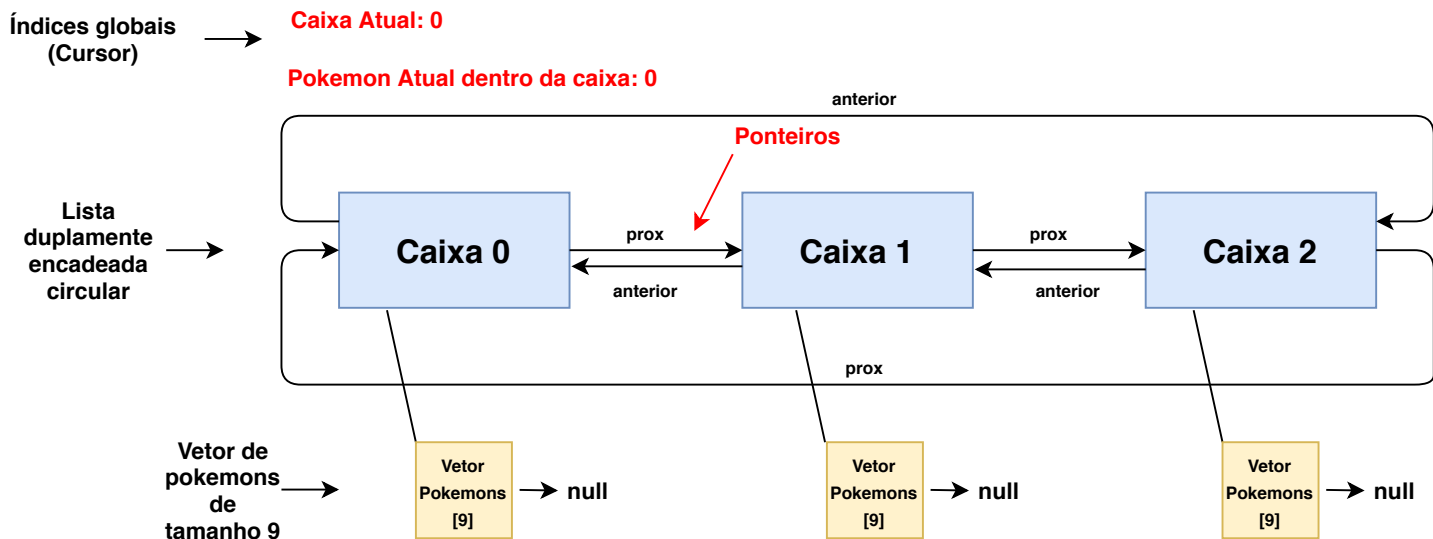 Índices globais
(Cursor)
Caixa Atual: 0
Pokemon Atual dentro da caixa: 0
anterior
Ponteiros
Lista
duplamente
encadeada
circular
Caixa 0
prox
anterior
Caixa 1
prox
anterior
Caixa 2
prox
Vetor de
pokemons
de
tamanho 9
Vetor
Pokemons
[9]
null
Vetor
Pokemons
[9]
null
Vetor
Pokemons
[9]
null